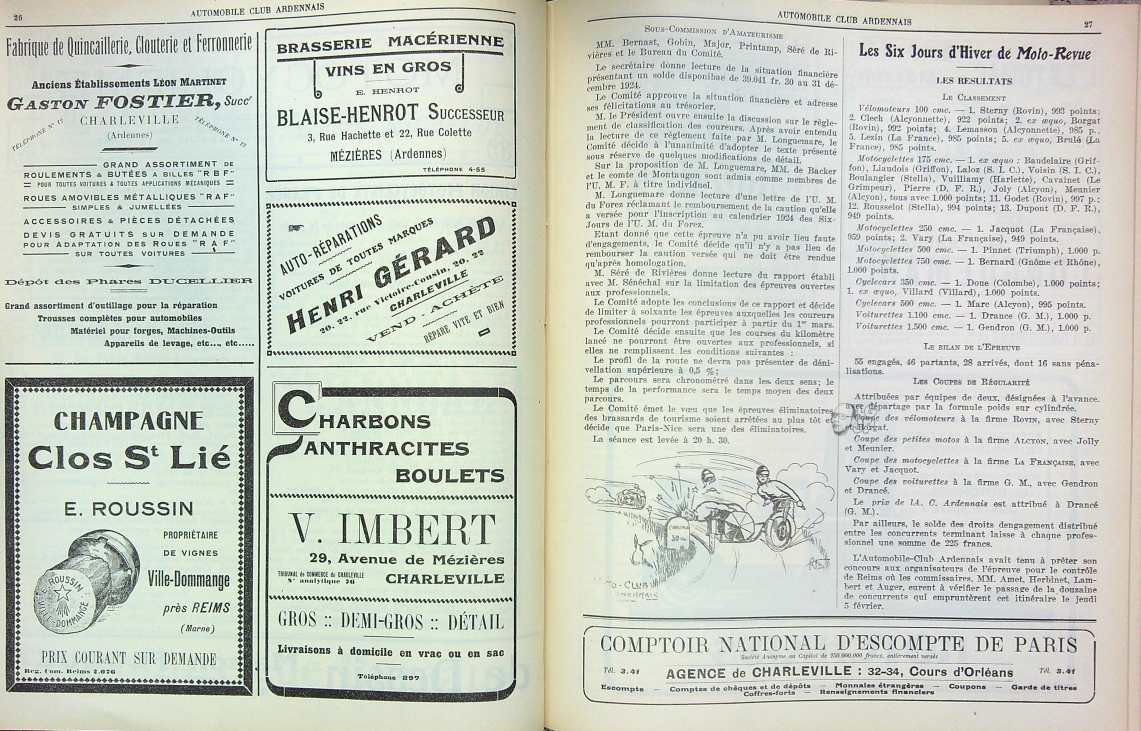 26
AUTOMOBILE CLUB ARDENNAIS
Fabrique de Quincaillerie, Clouterie et Ferronnerie
Anciens Établissements LÉON MARTINET
GASTON FOSTIER, Succr
CHARLEVILLE
(Ardennes)
TÉLÉPHONE N° 17
TÉLÉPHONE N° 17
GRAND ASSORTIMENT DE
ROULEMENTS & BUTÉES A BILLES "RBF"
POUR TOUTES VOITURES & TOUTES APPLICATIONS MÉCANIQUES
ROUES AMOVIBLES MÉTALLIQUES "RAF"
SIMPLES & JUMELÉES
ACCESSOIRES & PIÈCES DÉTACHÉES
DEVIS GRATUITS SUR DEMANDE
POUR ADAPTATION DES ROUES "RAF"
SUR TOUTES VOITURES
Dépôt des Phares DUCELLIER
Grand assortiment d'outillage pour la réparation
Trousses complètes pour automobiles
Matériel pour forges, Machines-Outils
Appareils de levage, etc..., etc.....
CHAMPAGNE
Clos St Lié
E. ROUSSIN
PROPRIÉTAIRE
DE VIGNES
Ville-Dommange
près REIMS
(Marne)
ROUSSIN
VILLE-DOMMANGE
PRIX COURANT SUR DEMANDE
Reg. Com. Reims 2.626
BRASSERIE MACÉRIENNE
VINS EN GROS
E. HENROT
BLAISE-HENROT SUCCESSEUR
3, Rue Hachette et 22, Rue Colette
MÉZIÈRES (Ardennes)
TÉLÉPHONE 4-55
AUTO-RÉPARATIONS
VOITURES DE TOUTES MARQUES
HENRI GÉRARD
20, 22, rue Victoire-Cousin, 20, 22
CHARLEVILLE
VEND - ACHÈTE
RÉPARE VITE ET BIEN
CHARBONS
ANTHRACITES
BOULETS
V. IMBERT
29, Avenue de Mézières
TRIBUNAL DE COMMERCE DE CHARLEVILLE
N° analytique 76
CHARLEVILLE
GROS :: DEMI-GROS :: DÉTAIL
Livraisons à domicile en vrac ou en sac
Téléphone 297
AUTOMOBILE CLUB ARDENNAIS
27
SOUS-COMMISSION D'AMATEURISME
MM. Bernast, Gobin, Major, Printamp, Séré de Ri-
vières et le Bureau du Comité.
Le secrétaire donne lecture de la situation financière
présentant un solde disponibae de 39.041 fr. 30 au 31 dé-
cembre 1924.
Le Comité approuve la situation financière et adresse
ses félicitations au trésorier.
M. le Président ouvre ensuite la discussion sur le règle-
ment de classification des coureurs. Après avoir entendu
la lecture de ce règlement faite par M. Longuemare, le
Comité décide à l'unanimité d'adopter le texte présenté
sous réserve de quelques modifications de détail.
Sur la proposition de M. Longuemare, MM. de Backer
et le comte de Montaugon sont admis comme membres de
l'U. M. F. à titre individuel.
M. Longuemare donne lecture d'une lettre de l'U. M.
du Forez réclamant le remboursement de la caution qu'elle
a versée pour l'inscription au calendrier 1924 des Six-
Jours de l'U. M. du Forez.
Etant donné que cette épreuve n'a pu avoir lieu faute
d'engagements, le Comité décide qu'il n'y a pas lieu de
rembourser la caution versée qui ne doit être rendue
qu'après homologation.
M. Séré de Rivières donne lecture du rapport établi
avec M. Sénéchal sur la limitation des épreuves ouvertes
aux professionnels.
Le Comité adopte les conclusions de ce rapport et décide
de limiter à soixante les épreuves auxquelles les coureurs
professionnels pourront participer à partir du 1er mars.
Le Comité décide ensuite que les courses du kilomètre
lancé ne pourront être ouvertes aux professionnels, si
elles ne remplissent les conditions suivantes :
Le profil de la route ne devra pas présenter de déni-
vellation supérieure à 0,5 % ;
Le parcours sera chronométré dans les deux sens; le
temps de la performance sera le temps moyen des deux
parcours.
Le Comité émet le vœu que les épreuves éliminatoires
des brassards de tourisme soient arrêtées au plus tôt et
décide que Paris-Nice sera une des éliminatoires.
La séance est levée à 20 h. 30.
Les Six Jours d'Hiver de Moto-Revue
LES RESULTATS
LE CLASSEMENT
Vélomoteurs 100 cmc. — 1. Sterny (Rovin), 993 points;
2. Clech (Alcyonnette), 922 points; 2. ex œquo, Borgat
(Rovin), 992 points; 4. Lemasson (Alcyonnette), 985 p.,
5. Lexin (La France), 985 points; 5. ex œquo, Brulé (La
France), 985 points.
Motocyclettes 175 cmc. — 1. ex œquo : Baudelaire (Grif-
fon), Liaudois (Griffon), Laloz (S. I. C.), Voisin (S. I. C.),
Boulangier (Stella), Vuilliamy (Harlette), Cavainet (Le
Grimpeur), Pierre (D. F. R.), Joly (Alcyon), Meunier
(Alcyon), tous avec 1.000 points; 11. Godet (Rovin), 997 p.;
12. Rousselot (Stella), 994 points; 13. Dupont (D. F. R.),
949 points.
Motocyclettes 250 cmc. — 1. Jacquot (La Française),
959 points; 2. Vary (La Française), 949 points.
Motocyclettes 500 cmc. — 1. Pinnet (Triumph), 1.000 p.
Motocyclettes 750 cmc. — 1. Bernard (Gnôme et Rhône),
1.000 points.
Cyclecars 350 cmc. — 1. Doue (Colombe), 1.000 points;
1. ex œquo, Villard (Villard), 1.000 points.
Cyclecars 500 cmc. — 1. Marc (Alcyon), 995 points.
Voiturettes 1.100 cmc. — 1. Drance (G. M.), 1.000 p.
Voiturettes 1.500 cmc. — 1. Gendron (G. M.), 1.000 p.
LE BILAN DE L'EPREUVE
55 engagés, 46 partants, 28 arrivés, dont 16 sans péna-
lisations.
LES COUPES DE RÉGULARITÉ
Attribuées par équipes de deux, désignées à l'avance.
départage par la formule poids sur cylindrée.
Coupe des vélomoteurs à la firme ROVIN, avec Sterny
et Borgat.
Coupe des petites motos à la firme ALCYON, avec Jolly
et Meunier.
Coupe des motocyclettes à la firme LA FRANÇAISE, avec
Vary et Jacquot.
Coupe des voiturettes à la firme G. M., avec Gendron
et Drancé.
Le prix de lA. C. Ardennais est attribué à Drancé
(G. M.).
Par ailleurs, le solde des droits dengagement distribué
entre les concurrents terminant laisse à chaque profes-
sionnel une somme de 225 francs.
L'Automobile-Club Ardennais avait tenu à prêter son
concours aux organisateurs de l'épreuve pour le contrôle
de Reims où les commissaires, MM. Amet, Herbinet, Lam-
bert et Auger, eurent à vérifier le passage de la douzaine
de concurrents qui empruntèrent cet itinéraire le jeudi
5 février.
COMPTOIR NATIONAL D'ESCOMPTE DE PARIS
Société Anonyme au Capital de 250.000.000 francs, entièrement versés
Tél. 3.41
AGENCE de CHARLEVILLE : 32-34, Cours d'Orléans
Tél. 3.41
Escompte — Comptes de chèques et de dépôts — Monnales étrangères — Coupons — Garde de titres
Coffres-forts — Renseignements financiers